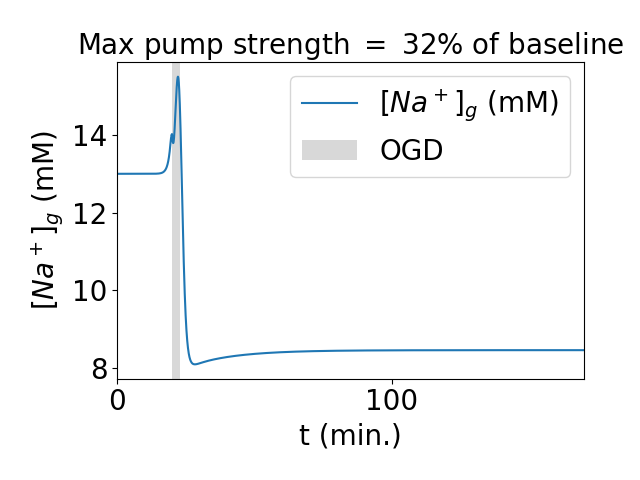 Max pump strength = 32% of baseline
[Na⁺]g (mM)
14
12
10
8
[Na⁺]g (mM)
OGD
0
100
t (min.)